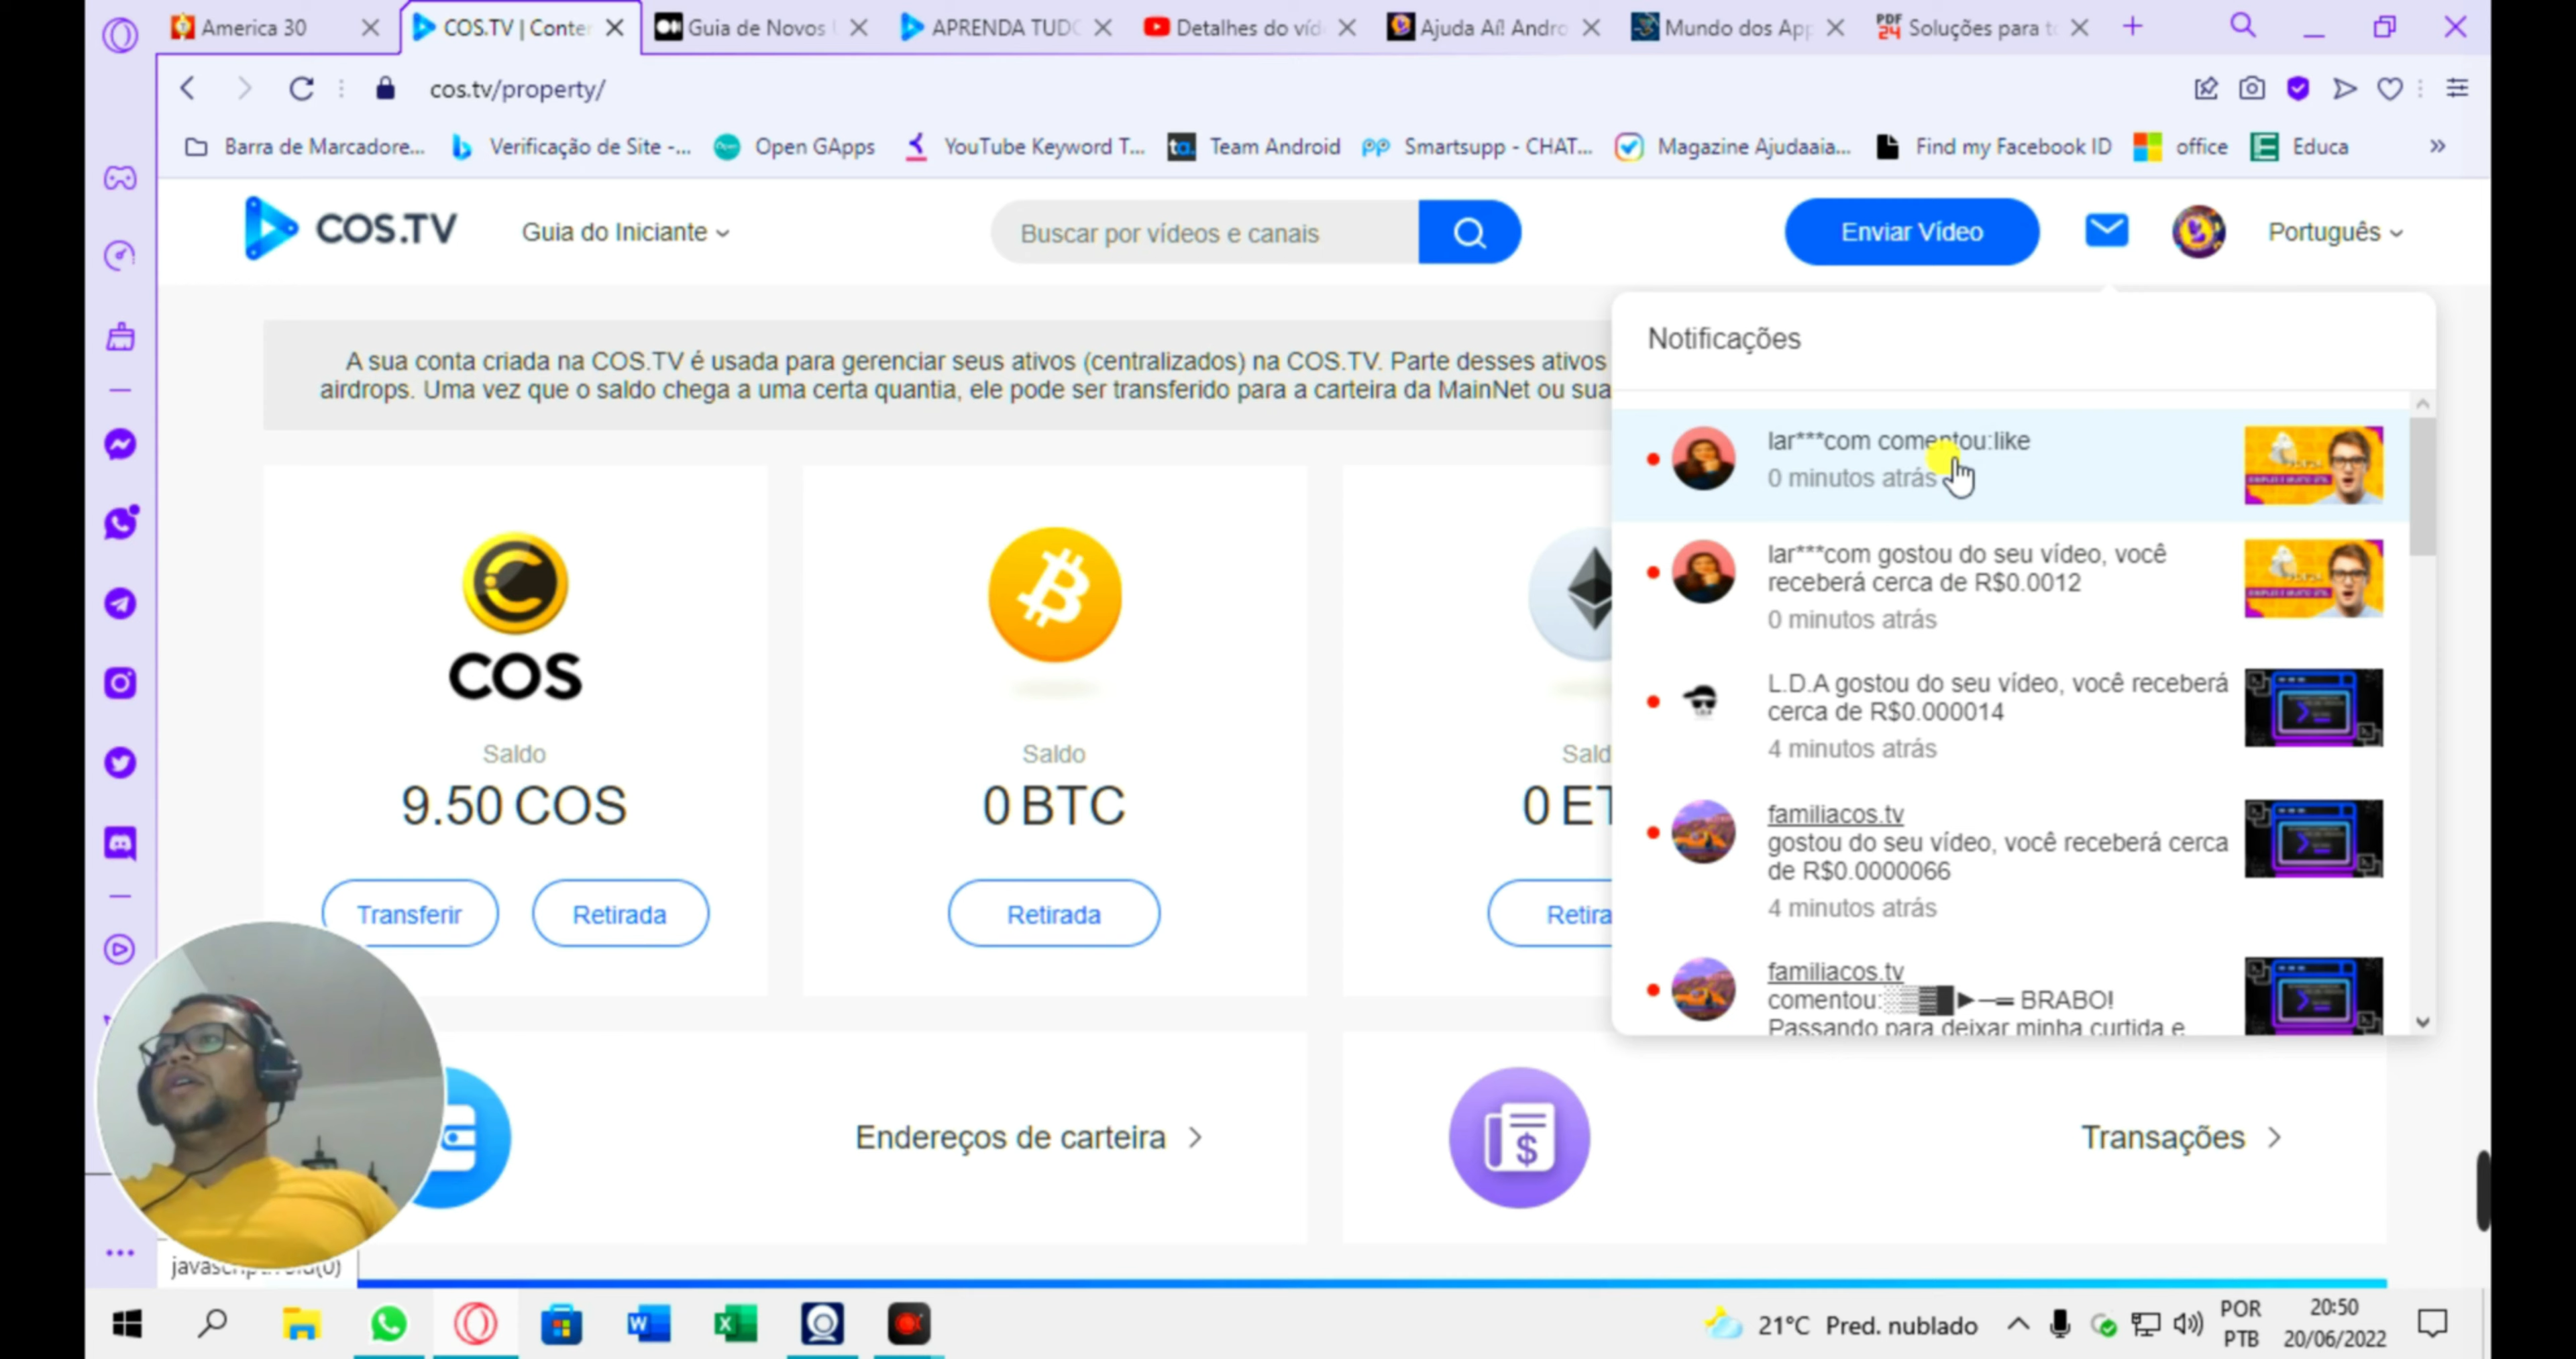 America 30
COS.TV | Conter
Guia de Novos
APRENDA TUDO
Detalhes do víd
Ajuda Aí! Andro
Mundo dos App
PDF
24
Soluções para t
cos.tv/property/
Barra de Marcadore...
Verificação de Site -...
Open GApps
YouTube Keyword T...
ta.
Team Android
Smartsupp - CHAT...
Magazine Ajudaaia...
Find my Facebook ID
office
Educa
COS.TV
Guia do Iniciante
Buscar por vídeos e canais
Enviar Vídeo
Português
A sua conta criada na COS.TV é usada para gerenciar seus ativos (centralizados) na COS.TV. Parte desses ativos
airdrops. Uma vez que o saldo chega a uma certa quantia, ele pode ser transferido para a carteira da MainNet ou sua
COS
Saldo
9.50 COS
Transferir
Retirada
Saldo
0 BTC
Retirada
Sald
0 ET
Retira
Notificações
lar***com comentou:like
0 minutos atrás
lar***com gostou do seu vídeo, você
receberá cerca de R$0.0012
0 minutos atrás
L.D.A gostou do seu vídeo, você receberá
cerca de R$0.000014
4 minutos atrás
familiacos.tv
gostou do seu vídeo, você receberá cerca
de R$0.0000066
4 minutos atrás
familiacos.tv
comentou:░▒▓█►─═ BRABO!
Passando para deixar minha curtida e
Endereços de carteira
Transações
21°C Pred. nublado
POR
PTB
20:50
20/06/2022